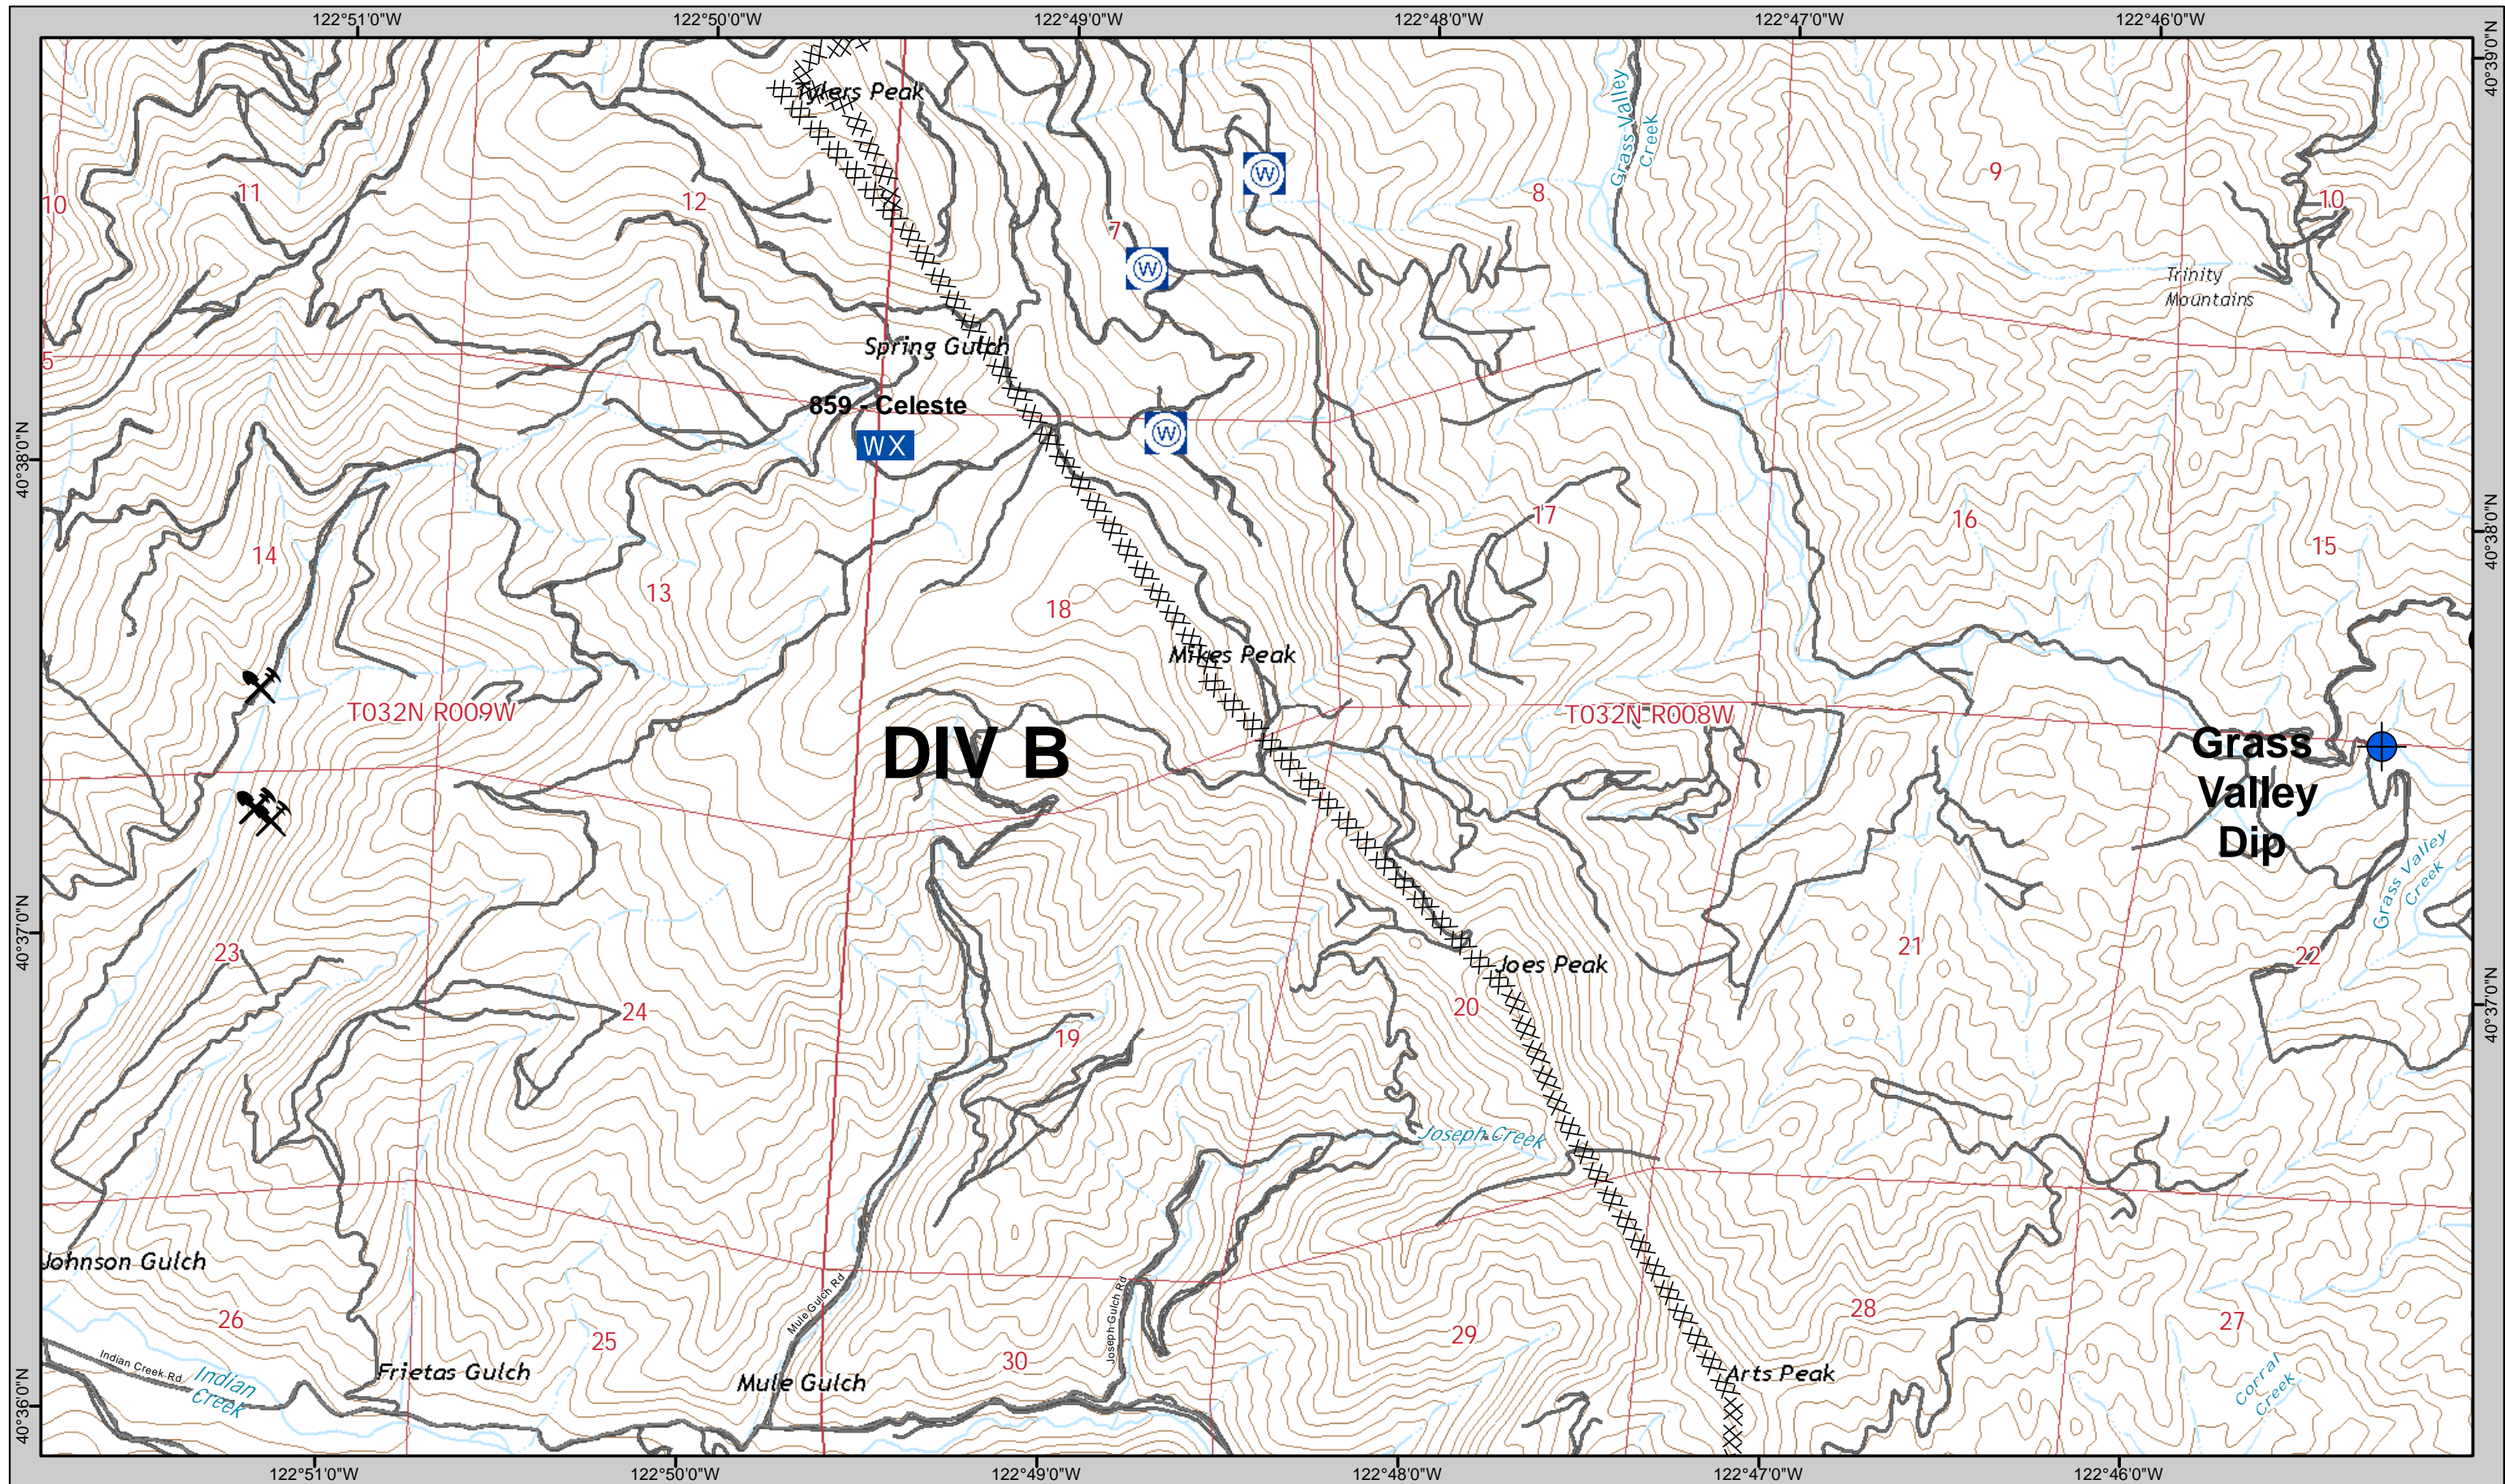 122°51'0"W
122°50'0"W
122°49'0"W
122°48'0"W
122°47'0"W
122°46'0"W
40°39'0"N
40°38'0"N
40°38'0"N
40°37'0"N
40°37'0"N
40°36'0"N
Tylers Peak
Grass Valley
Creek
W
10
11
12
7
8
9
10
W
Trinity
Mountains
5
Spring Gulch
859 - Celeste
WX
W
14
13
18
17
16
15
Mikes Peak
T032N R009W
T032N R008W
DIV B
Grass
Valley
Dip
Grass Valley
Creek
23
24
19
Joes Peak
20
21
22
Joseph Creek
Johnson Gulch
26
25
Mule Gulch Rd
Joseph Gulch Rd
30
29
28
27
Indian Creek Rd
Indian
Creek
Frietas Gulch
Mule Gulch
Arts Peak
Corral
Creek
122°51'0"W
122°50'0"W
122°49'0"W
122°48'0"W
122°47'0"W
122°46'0"W